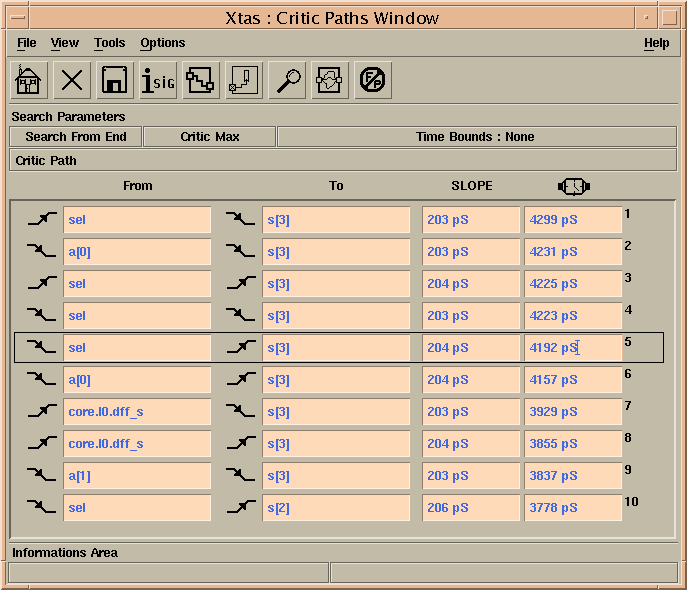 Xtas : Critic Paths Window
File View Tools Options Help
i SIG F/P
Search Parameters
Search From End Critic Max Time Bounds : None
Critic Path
From To SLOPE
sel s[3] 203 pS 4299 pS 1
a[0] s[3] 203 pS 4231 pS 2
sel s[3] 204 pS 4225 pS 3
sel s[3] 203 pS 4223 pS 4
sel s[3] 204 pS 4192 pS 5
a[0] s[3] 204 pS 4157 pS 6
core.l0.dff_s s[3] 203 pS 3929 pS 7
core.l0.dff_s s[3] 204 pS 3855 pS 8
a[1] s[3] 203 pS 3837 pS 9
sel s[2] 206 pS 3778 pS 10
Informations Area